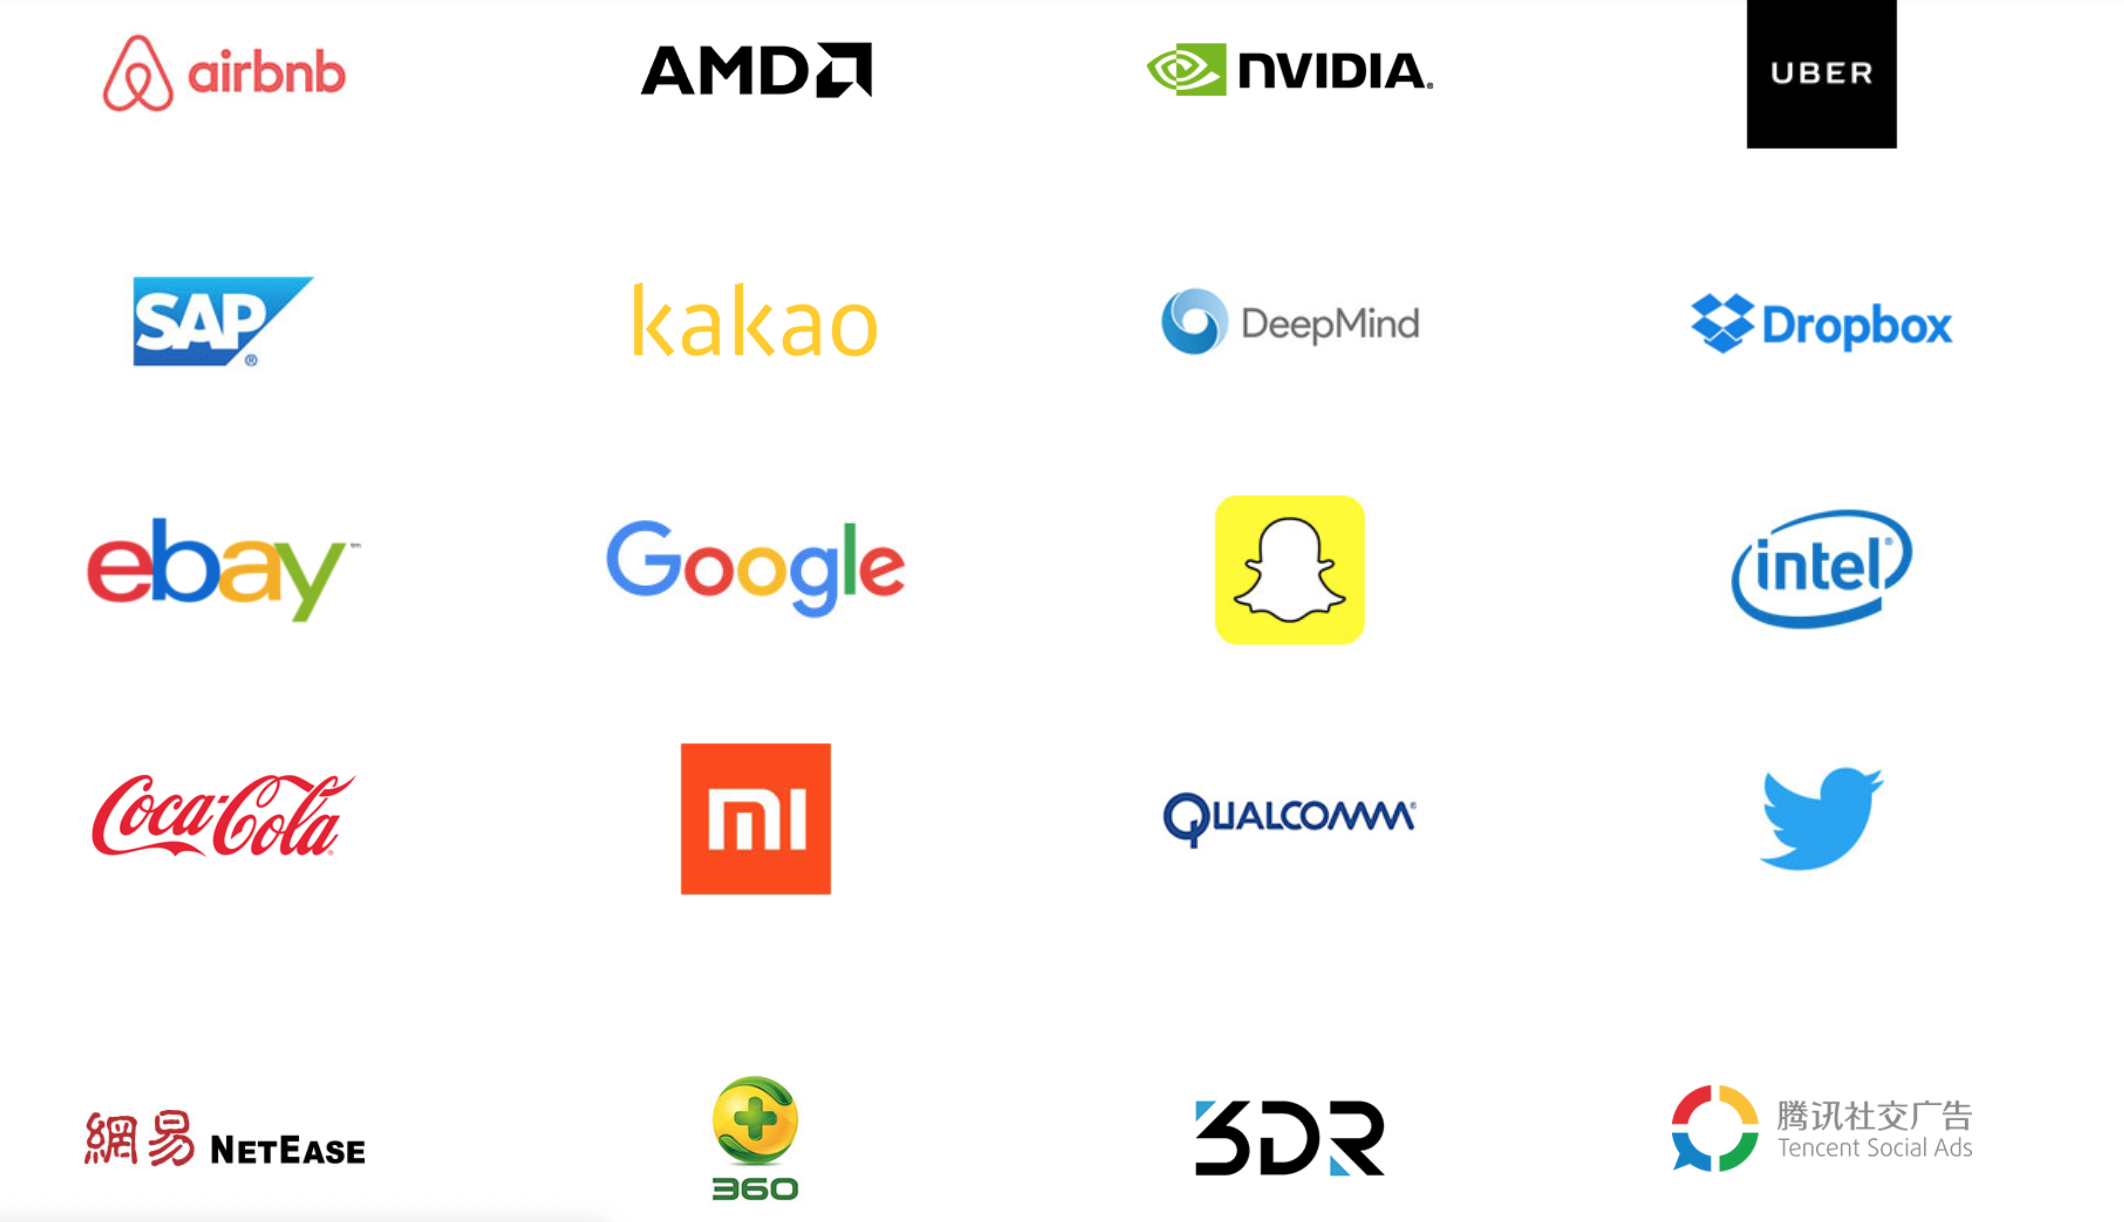 airbnb
AMD
NVIDIA.
UBER
SAP®
kakao
DeepMind
Dropbox
ebay™
Google
intel®
Coca-Cola®
mi
QUALCOMM®
網易 NETEASE
360
3DR
腾讯社交广告
Tencent Social Ads